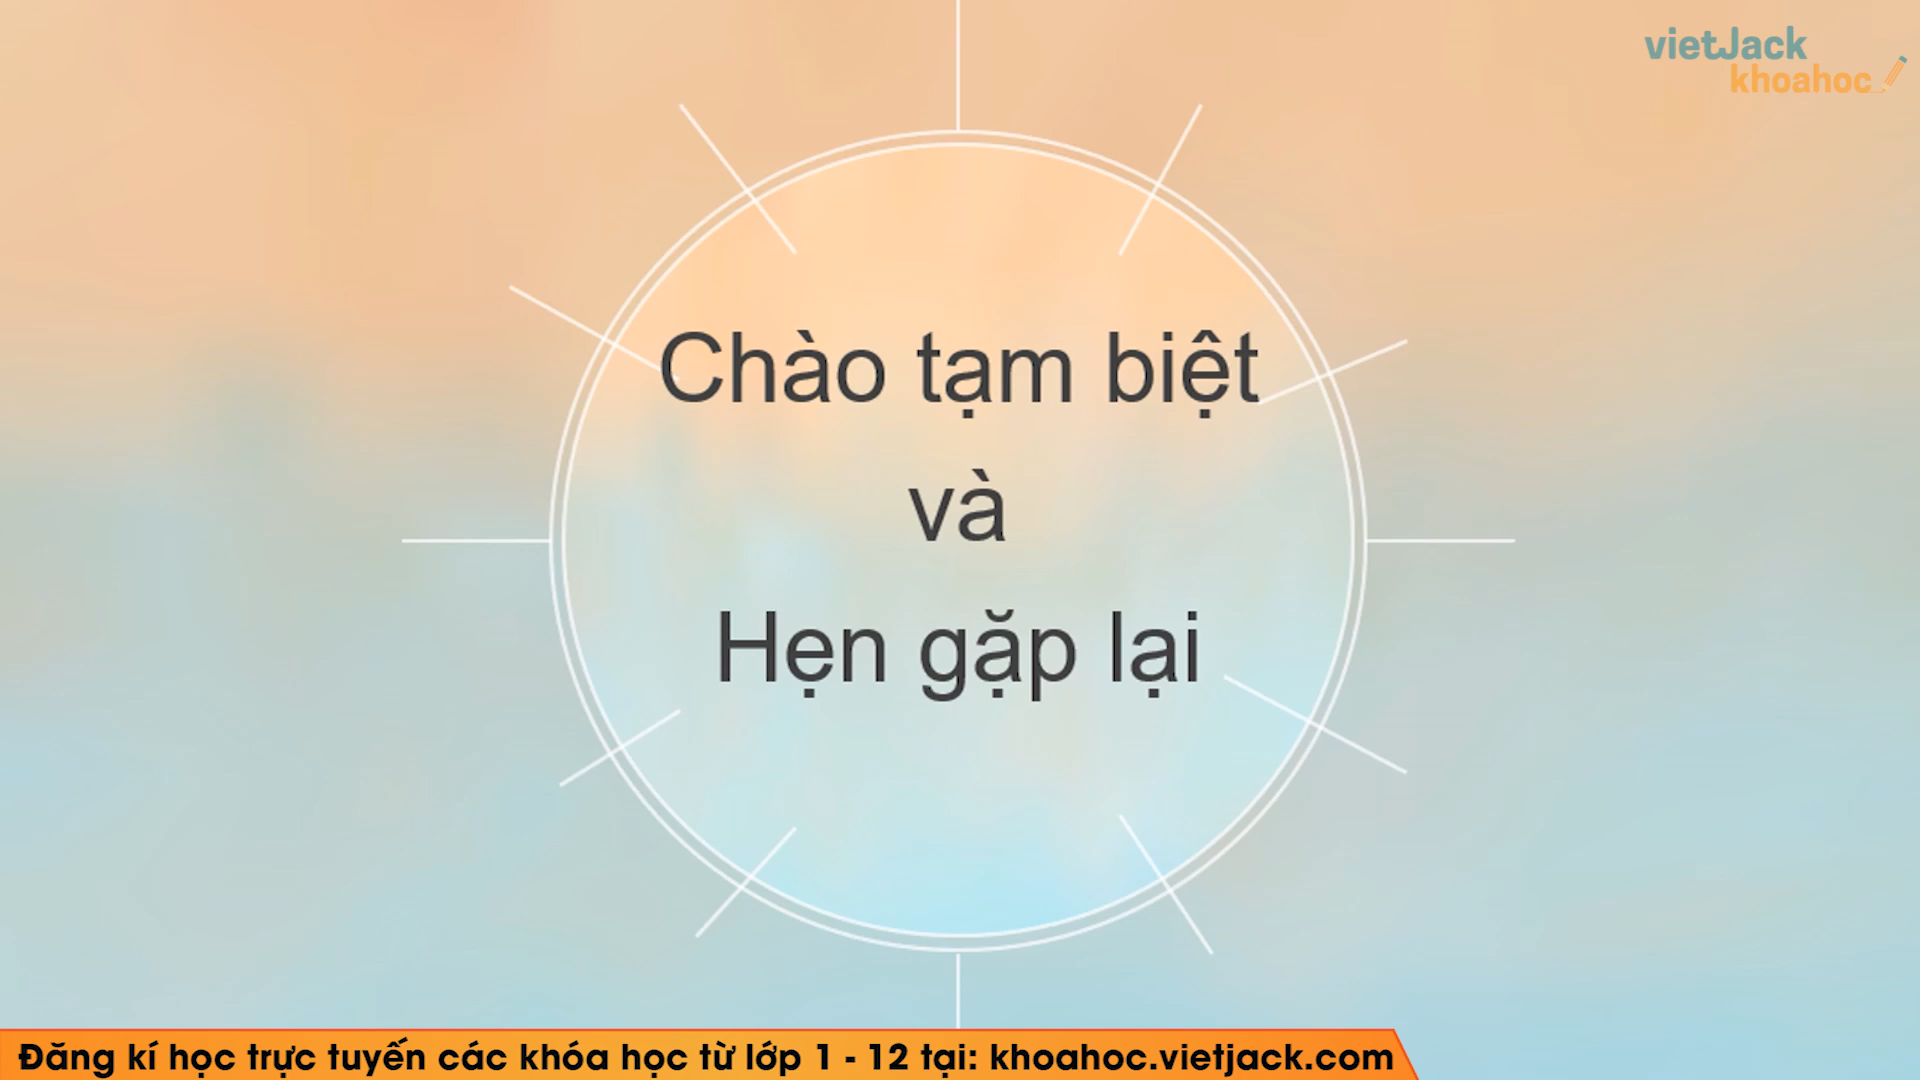 vietJack
khoahoc
Chào tạm biệt
và
Hẹn gặp lại
Đăng kí học trực tuyến các khóa học từ lớp 1 - 12 tại: khoahoc.vietjack.com